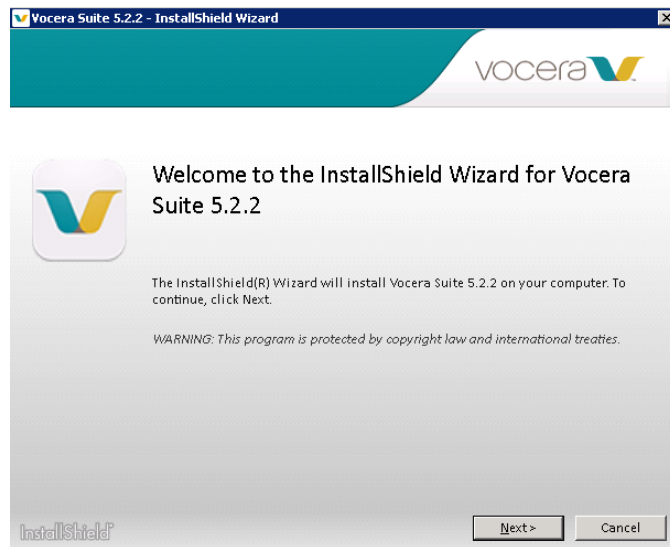 Vocera Suite 5.2.2 - InstallShield Wizard
vocera
Welcome to the InstallShield Wizard for Vocera
Suite 5.2.2
The InstallShield(R) Wizard will install Vocera Suite 5.2.2 on your computer. To
continue, click Next.
WARNING: This program is protected by copyright law and international treaties.
InstallShield®
Next >
Cancel